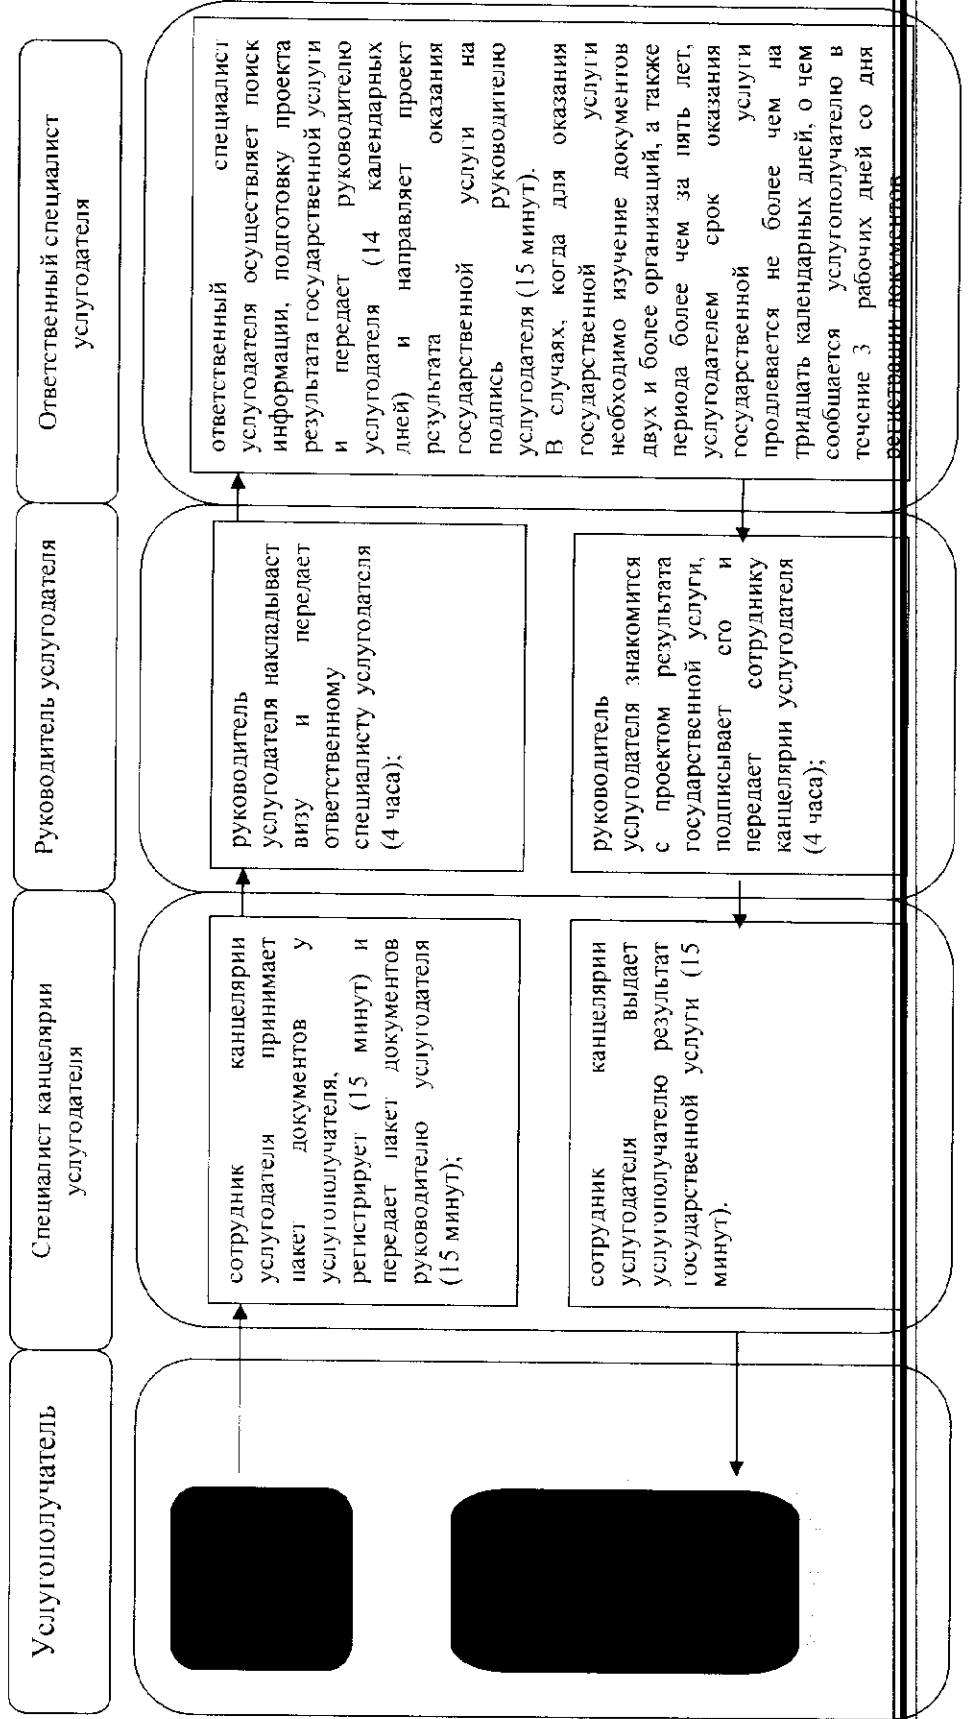 Услугополучатель
Специалист канцелярии
услугодателя
Руководитель услугодателя
Ответственный специалист
услугодателя
сотрудник канцелярии
услугодателя принимает
пакет документов у
услугополучателя,
регистрирует (15 минут) и
передает пакет документов
руководителю услугодателя
(15 минут);
руководитель
услугодателя накладывает
визу и передает
ответственному
специалисту услугодателя
(4 часа);
ответственный специалист
услугодателя осуществляет поиск
информации, подготовку проекта
результата государственной услуги
и передает руководителю
услугодателя (14 календарных
дней) и направляет проект
результата оказания
государственной услуги на
подпись руководителю
услугодателя (15 минут).
В случаях, когда для оказания
государственной услуги
необходимо изучение документов
двух и более организаций, а также
периода более чем за пять лет,
услугодателем срок оказания
государственной услуги
продлевается не более чем на
тридцать календарных дней, о чем
сообщается услугополучателю в
течение 3 рабочих дней со дня
регистрации документов
руководитель
услугодателя знакомится
с проектом результата
государственной услуги,
подписывает его и
передает сотруднику
канцелярии услугодателя
(4 часа);
сотрудник канцелярии
услугодателя выдает
услугополучателю результат
государственной услуги (15
минут).